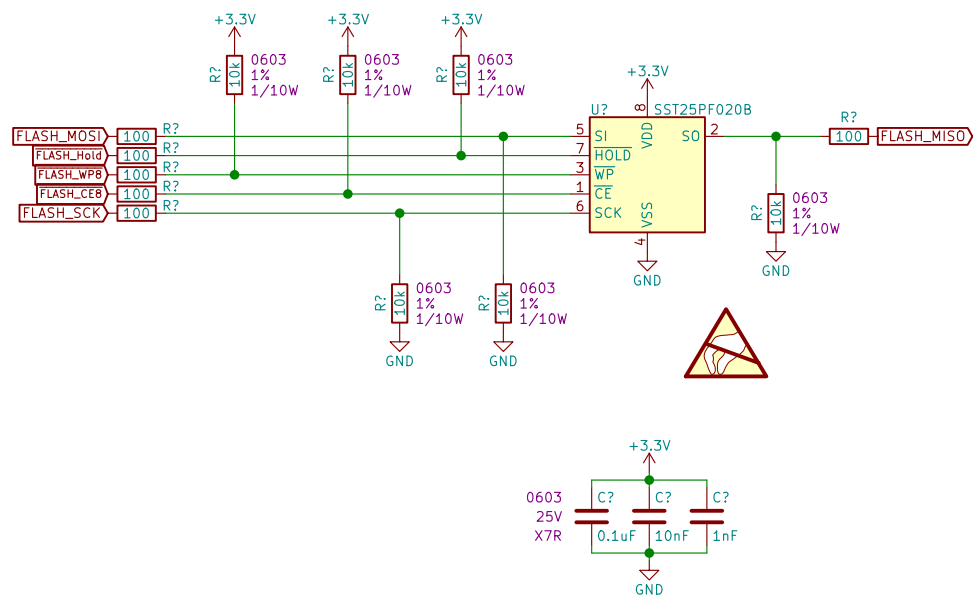 +3.3V
+3.3V
+3.3V
R?
10k
0603
1%
1/10W
R?
10k
0603
1%
1/10W
R?
10k
0603
1%
1/10W
+3.3V
U?
8
SST25PF020B
VDD
FLASH_MOSI
100
R?
5
SI
SO
2
R?
100
FLASH_MISO
FLASH_Hold
100
7
HOLD
FLASH_WP8
100
R?
3
WP
FLASH_CE8
100
R?
1
CE
FLASH_SCK
100
R?
6
SCK
VSS
4
GND
R?
10k
0603
1%
1/10W
GND
R?
10k
0603
1%
1/10W
GND
R?
10k
0603
1%
1/10W
GND
+3.3V
0603
25V
X7R
C?
0.1uF
C?
10nF
C?
1nF
GND